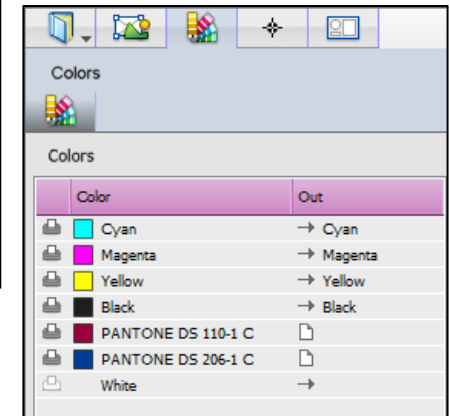 Colors
Colors
Color Out
Cyan → Cyan
Magenta → Magenta
Yellow → Yellow
Black → Black
PANTONE DS 110-1 C
PANTONE DS 206-1 C
White →